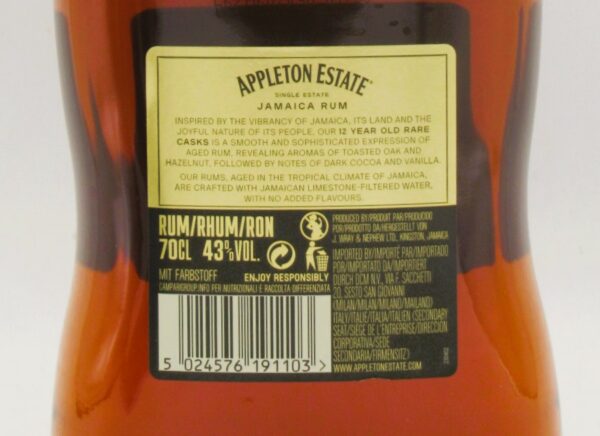 APPLETON ESTATE®
SINGLE ESTATE
JAMAICA RUM
INSPIRED BY THE VIBRANCY OF JAMAICA, ITS LAND AND THE
JOYFUL NATURE OF ITS PEOPLE, OUR 12 YEAR OLD RARE
CASKS IS A SMOOTH AND SOPHISTICATED EXPRESSION OF
AGED RUM, REVEALING AROMAS OF TOASTED OAK AND
HAZELNUT, FOLLOWED BY NOTES OF DARK COCOA AND VANILLA.
OUR RUMS, AGED IN THE TROPICAL CLIMATE OF JAMAICA,
ARE CRAFTED WITH JAMAICAN LIMESTONE-FILTERED WATER,
WITH NO ADDED FLAVOURS.
RUM/RHUM/RON
70CL 43%VOL.
MIT FARBSTOFF
ENJOY RESPONSIBLY
CAMPARIGROUP.INFO PER NUTRIZIONALI E RACCOLTA DIFFERENZIATA
5 024576 191103 >
PRODUCED BY/PRODUIT PAR/PRODUCIDO
POR/PRODOTTO DA/HERGESTELLT VON
J. WRAY & NEPHEW LTD., KINGSTON, JAMAICA
IMPORTED BY/IMPORTÉ PAR/IMPORTADO
POR/IMPORTATO DA/IMPORTIERT
DURCH DCM N.V., VIA F. SACCHETTI
20, SESTO SAN GIOVANNI
(MILAN/MILAN/MILANO/MAILAND)
ITALY/ITALIE/ITALIA/ITALIEN (SECONDARY
SEAT/SIÈGE DE L'ENTREPRISE/DIRECCIÓN
CORPORATIVA/SEDE
SECONDARIA/FIRMENSITZ)
WWW.APPLETONESTATE.COM